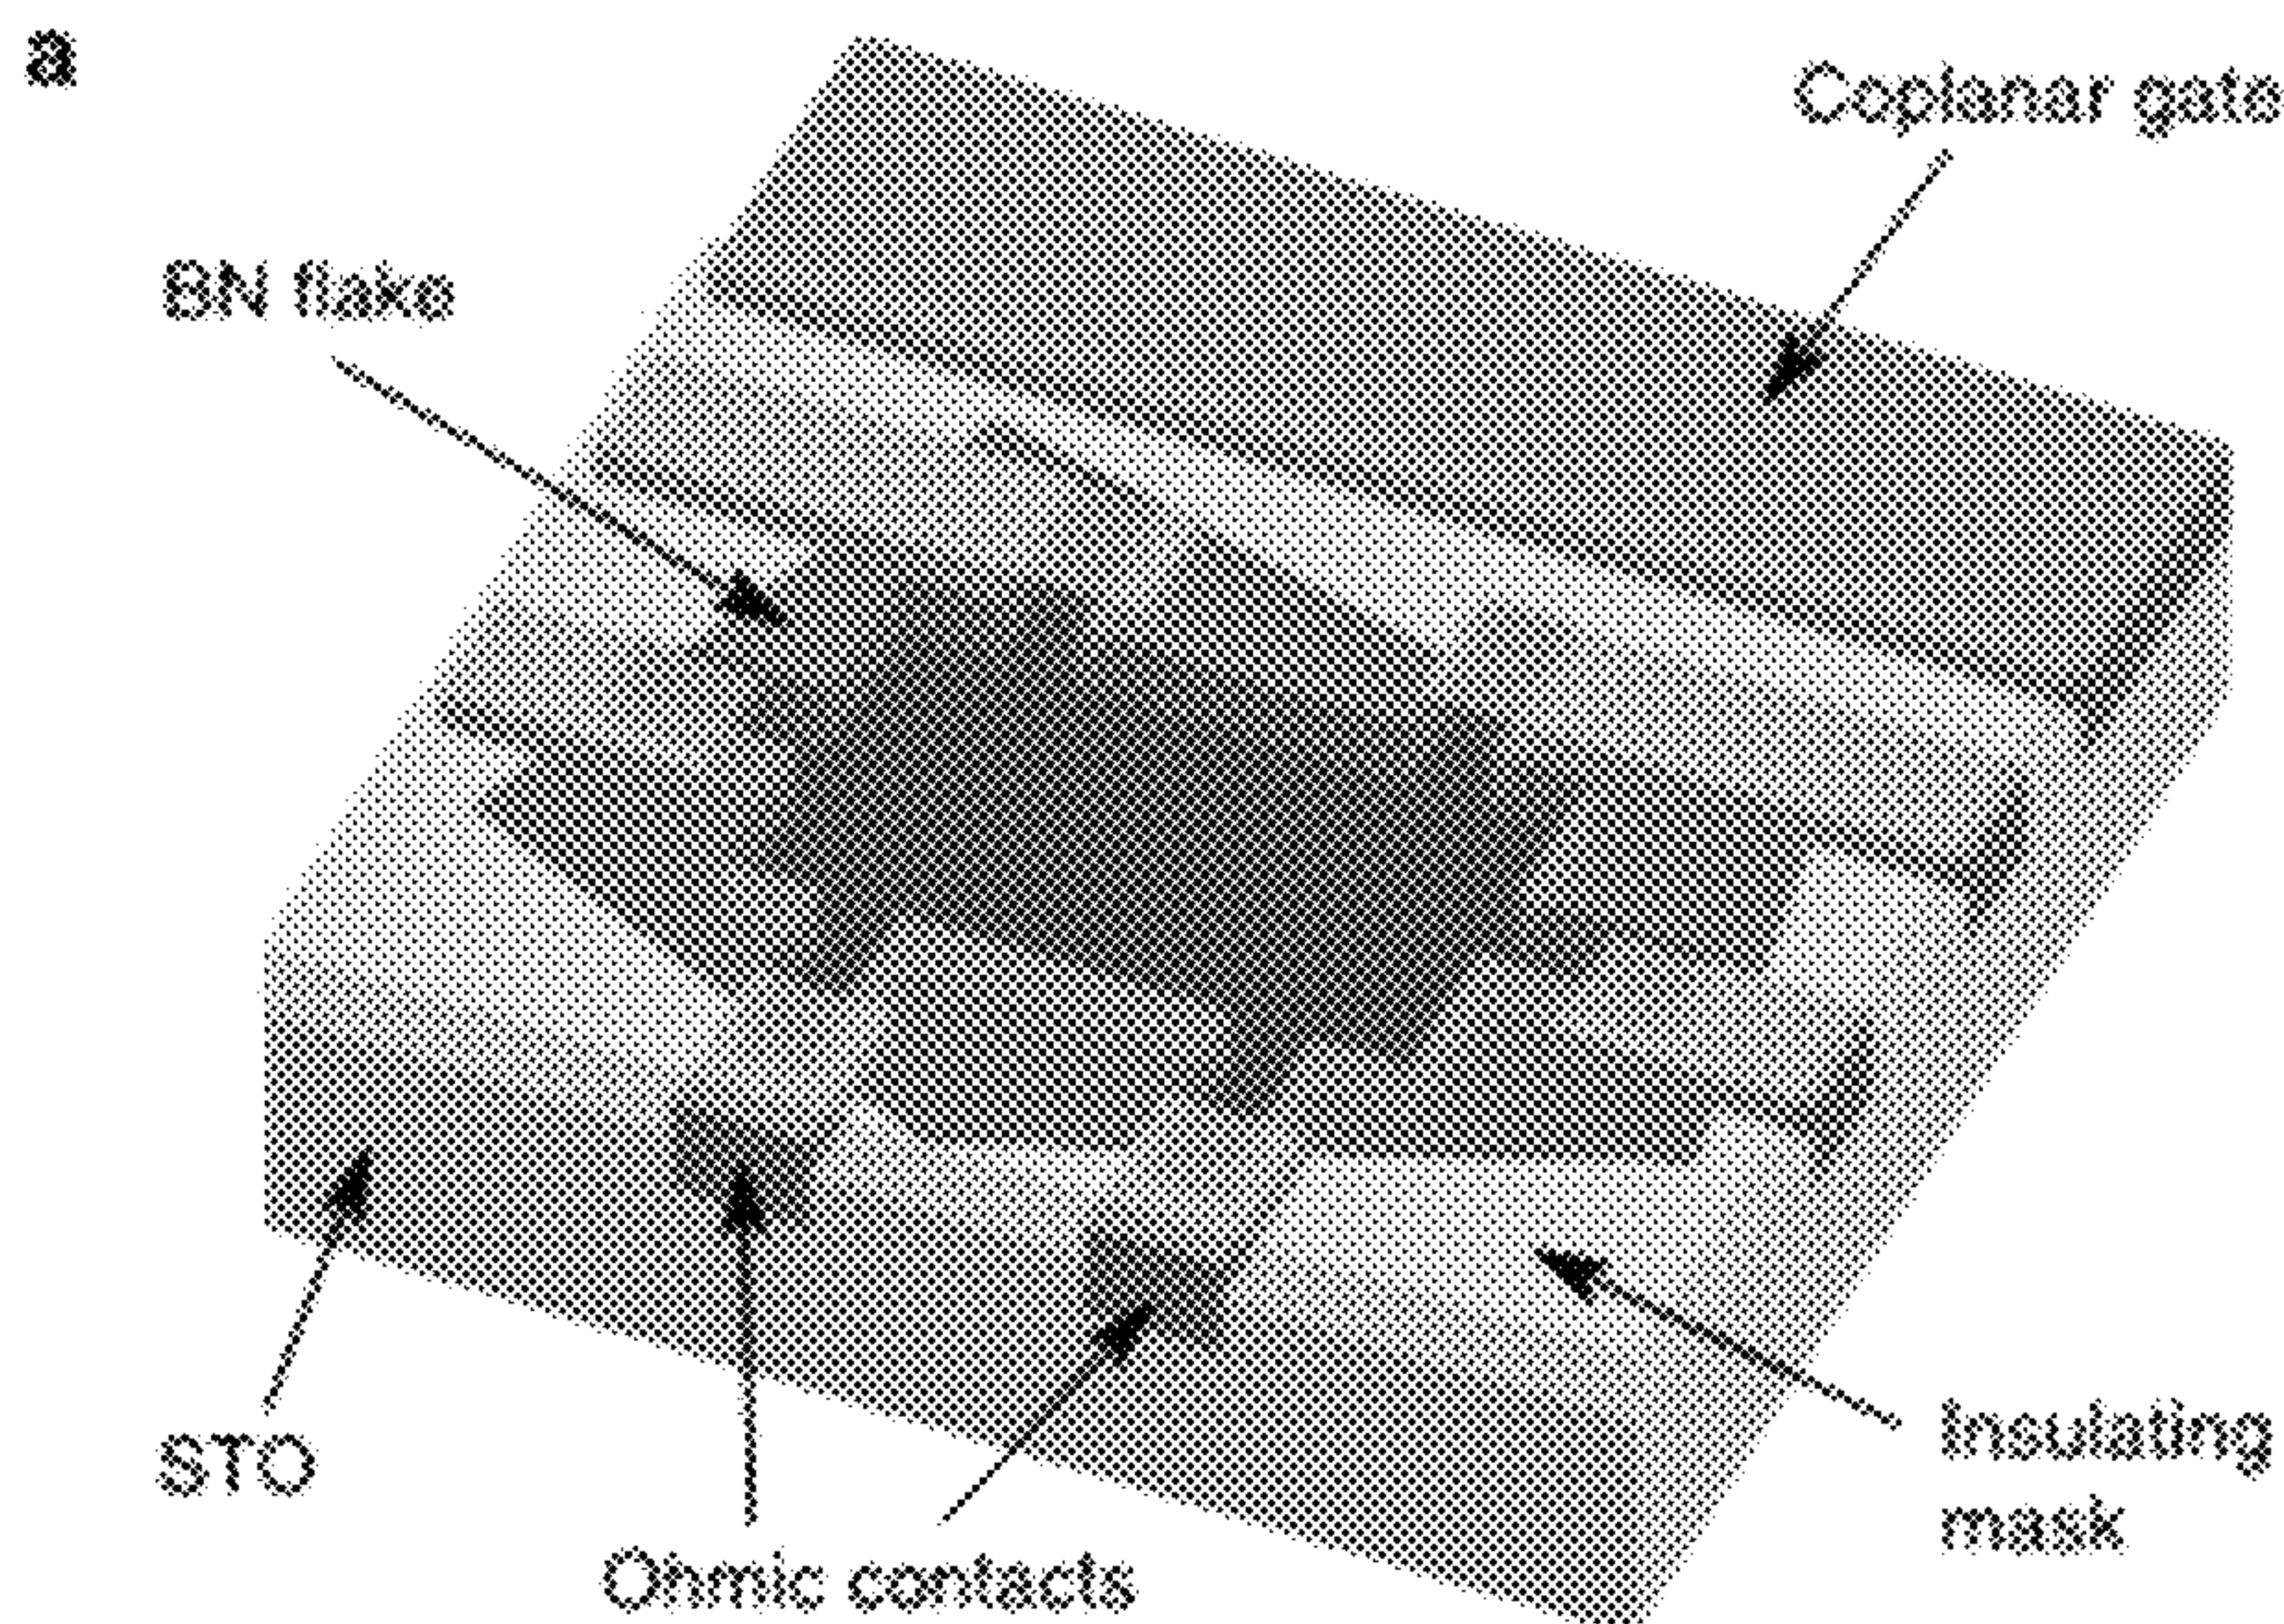 a
Coplanar gate
BN flake
STO
Ohmic contacts
Insulating
mask